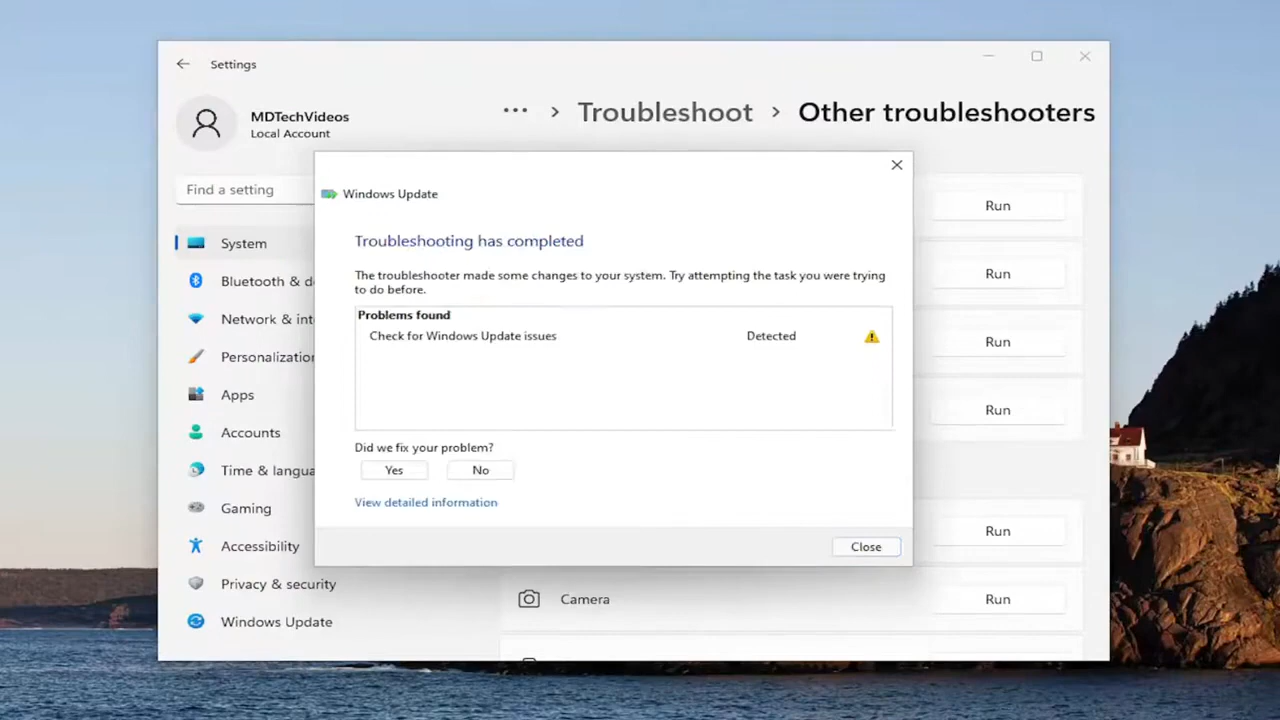 Settings
MDTechVideos
Local Account
... > Troubleshoot > Other troubleshooters
Find a setting
System
Bluetooth & d
Network & int
Personalization
Apps
Accounts
Time & langua
Gaming
Accessibility
Privacy & security
Windows Update
Windows Update
Troubleshooting has completed
The troubleshooter made some changes to your system. Try attempting the task you were trying
to do before.
Problems found
Check for Windows Update issues Detected
Did we fix your problem?
Yes No
View detailed information
Close
Run
Run
Run
Run
Run
Camera Run